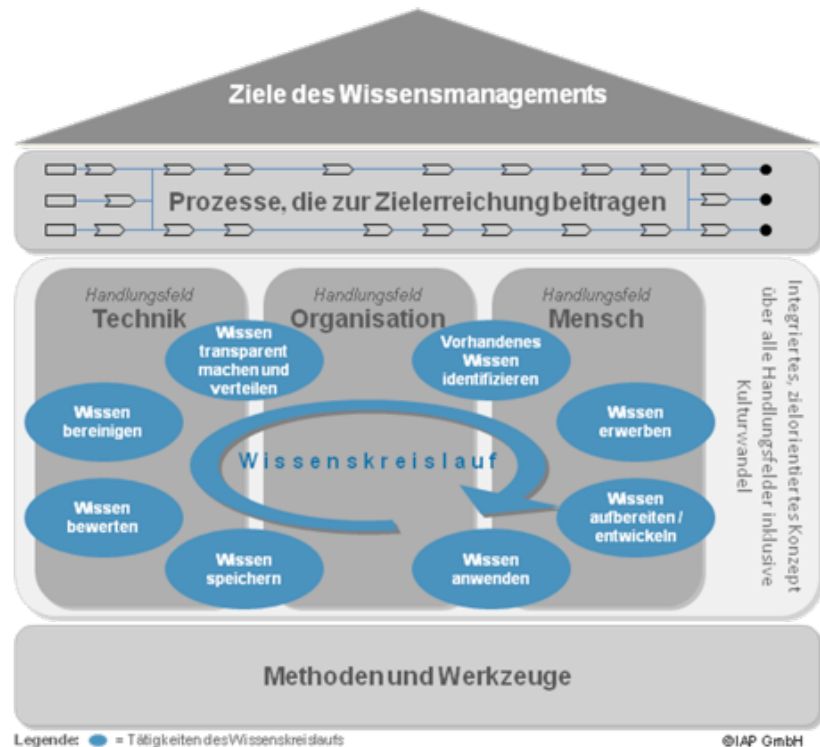 Ziele des Wissensmanagements
Prozesse, die zur Zielerreichung beitragen
Handlungsfeld
Technik
Handlungsfeld
Organisation
Handlungsfeld
Mensch
Wissen
transparent
machen und
verteilen
Vorhandenes
Wissen
identifizieren
Wissen
bereinigen
Wissen
erwerben
Wissenskreislauf
Wissen
bewerten
Wissen
aufbereiten /
entwickeln
Wissen
speichern
Wissen
anwenden
Integriertes, zielorientiertes Konzept
über alle Handlungsfelder inklusive
Kulturwandel
Methoden und Werkzeuge
Legende: = Tätigkeiten des Wissenskreislaufs
©IAP GmbH